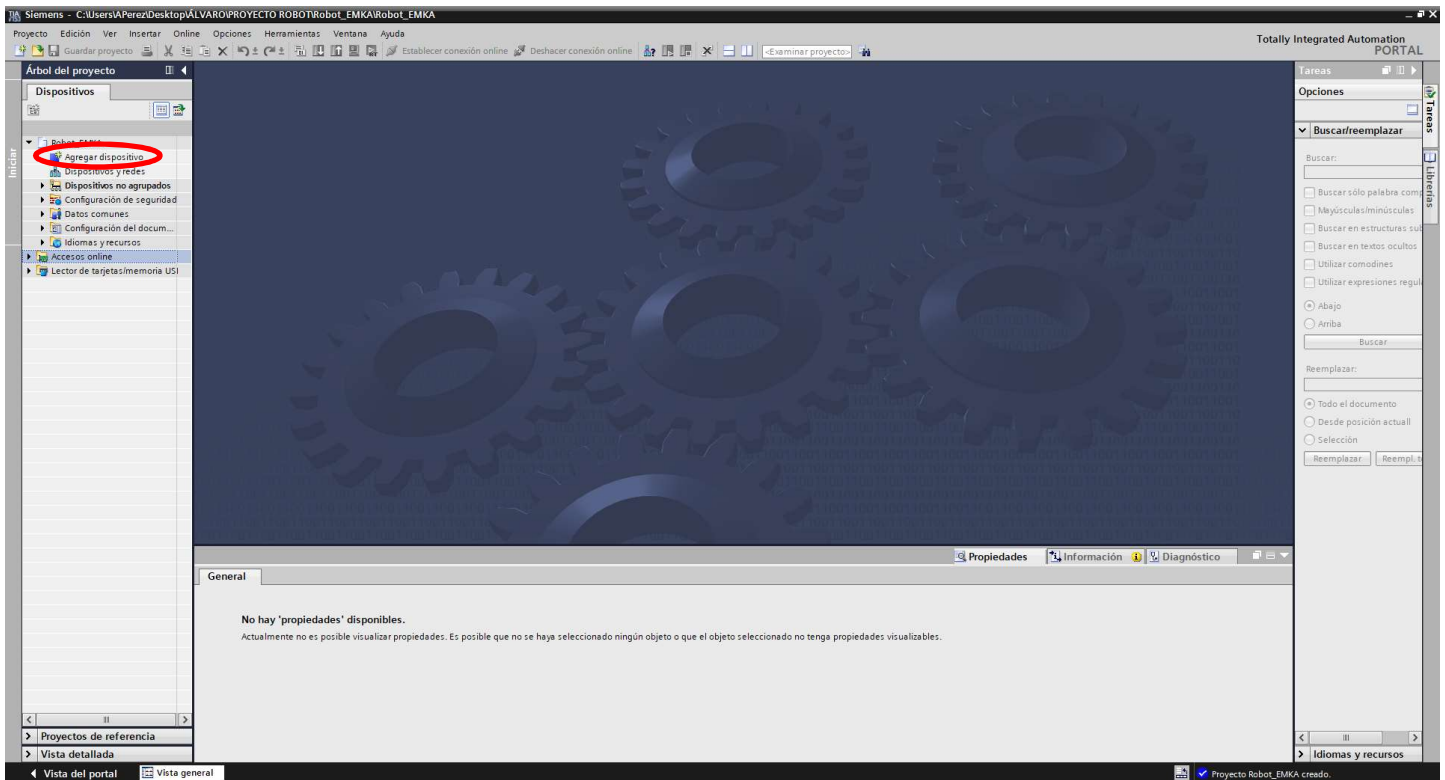 Siemens - C:\Users\APerez\Desktop\ÁLVARO\PROYECTO ROBOT\Robot_EMKA\Robot_EMKA
Proyecto Edición Ver Insertar Online Opciones Herramientas Ventana Ayuda
Guardar proyecto Establecer conexión online Deshacer conexión online <Examinar proyecto>
Totally Integrated Automation
PORTAL
Iniciar
Árbol del proyecto
Dispositivos
Robot_EMKA
Agregar dispositivo
Dispositivos y redes
Dispositivos no agrupados
Configuración de seguridad
Datos comunes
Configuración del docum...
Idiomas y recursos
Accesos online
Lector de tarjetas/memoria USI
Proyectos de referencia
Vista detallada
Propiedades Información Diagnóstico
General
No hay 'propiedades' disponibles.
Actualmente no es posible visualizar propiedades. Es posible que no se haya seleccionado ningún objeto o que el objeto seleccionado no tenga propiedades visualizables.
Tareas
Opciones
Buscar/reemplazar
Buscar:
Buscar sólo palabra comp
Mayúsculas/minúsculas
Buscar en estructuras sub
Buscar en textos ocultos
Utilizar comodines
Utilizar expresiones regul
Abajo
Arriba
Buscar
Reemplazar:
Todo el documento
Desde posición actuall
Selección
Reemplazar Reempl. t
Idiomas y recursos
Tareas
Librerías
Vista del portal Vista general
Proyecto Robot_EMKA creado.